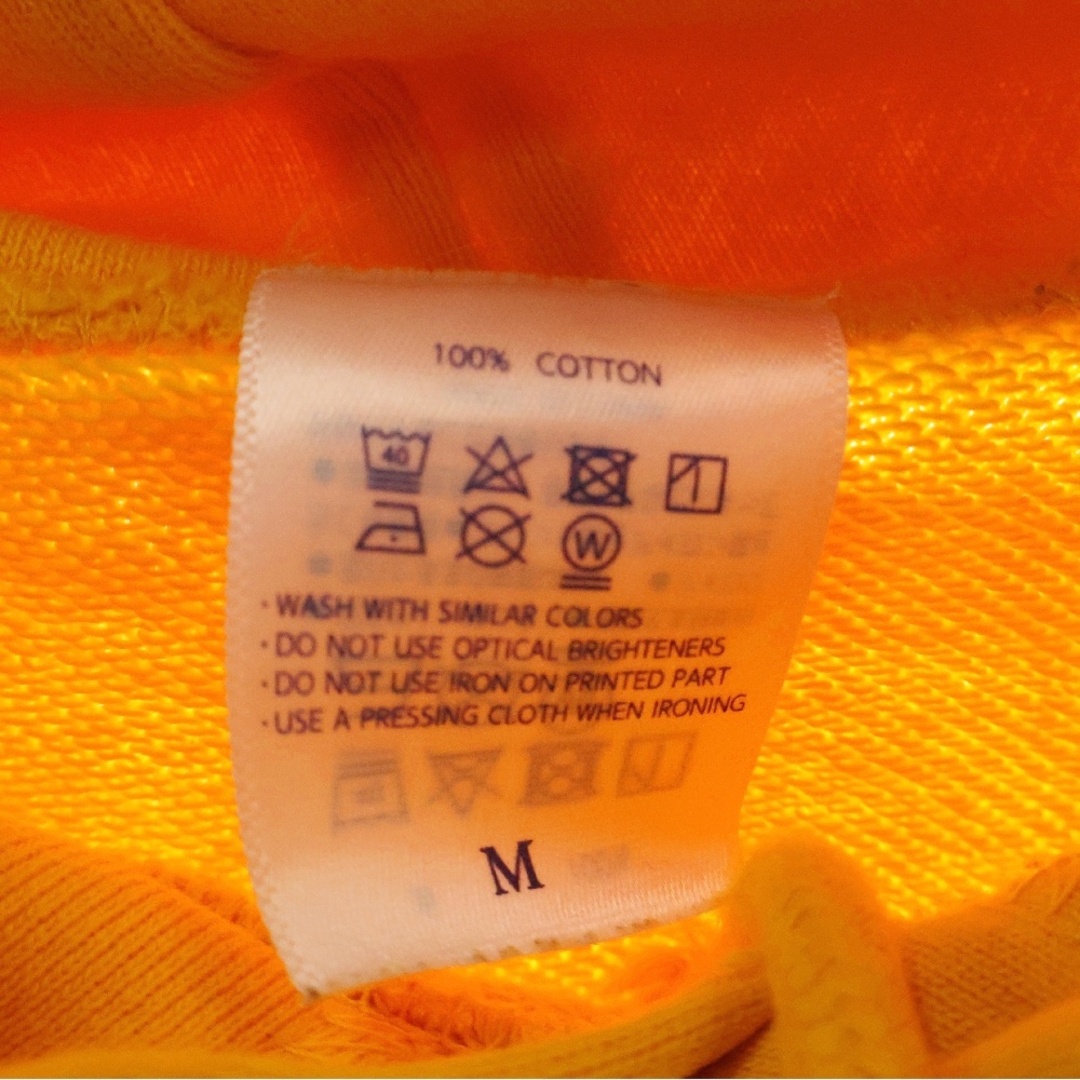 100% COTTON
40
W
· WASH WITH SIMILAR COLORS
· DO NOT USE OPTICAL BRIGHTENERS
· DO NOT USE IRON ON PRINTED PART
· USE A PRESSING CLOTH WHEN IRONING
M